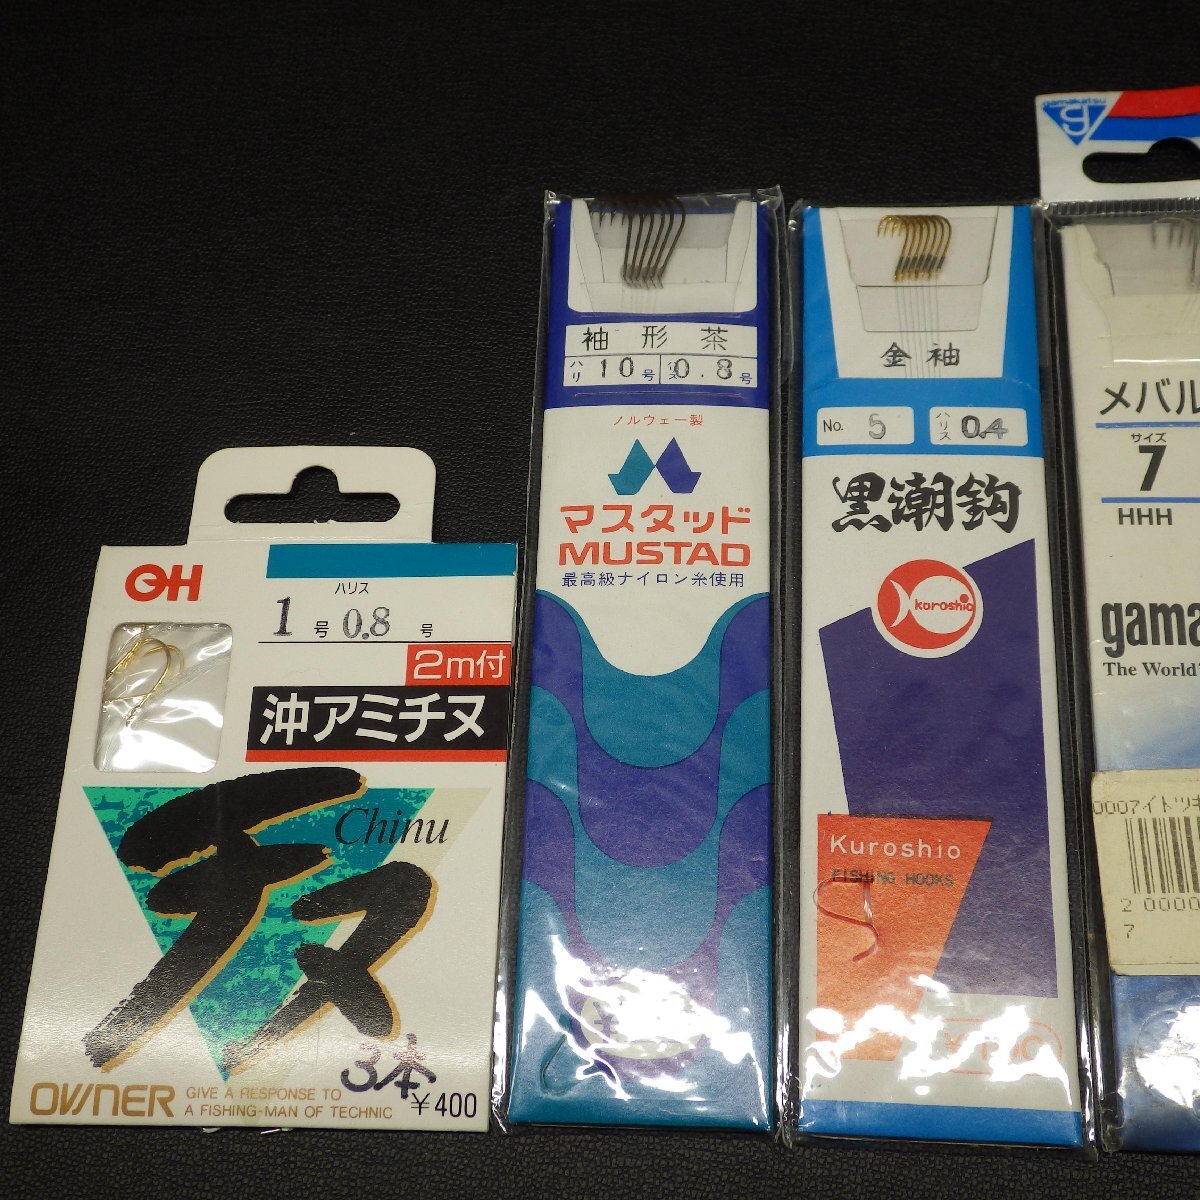 OH
ハリス
1号 0.8号
2m付
沖アミチヌ
Chinu
チヌ
3本
OWNER
GIVE A RESPONSE TO
A FISHING-MAN OF TECHNIC
¥400
袖形茶
ハリ 10号 ハリス 0.8号
ノルウェー製
マスタッド
MUSTAD
最高級ナイロン糸使用
¥
金袖
No. 5 ハリス 0.4
黒潮鈎
Kuroshio
Kuroshio
FISHING HOOKS
gamakatsu
g
メバル
サイズ
7
HHH
gama
The World'
0007アイトツキ
2 0000
7